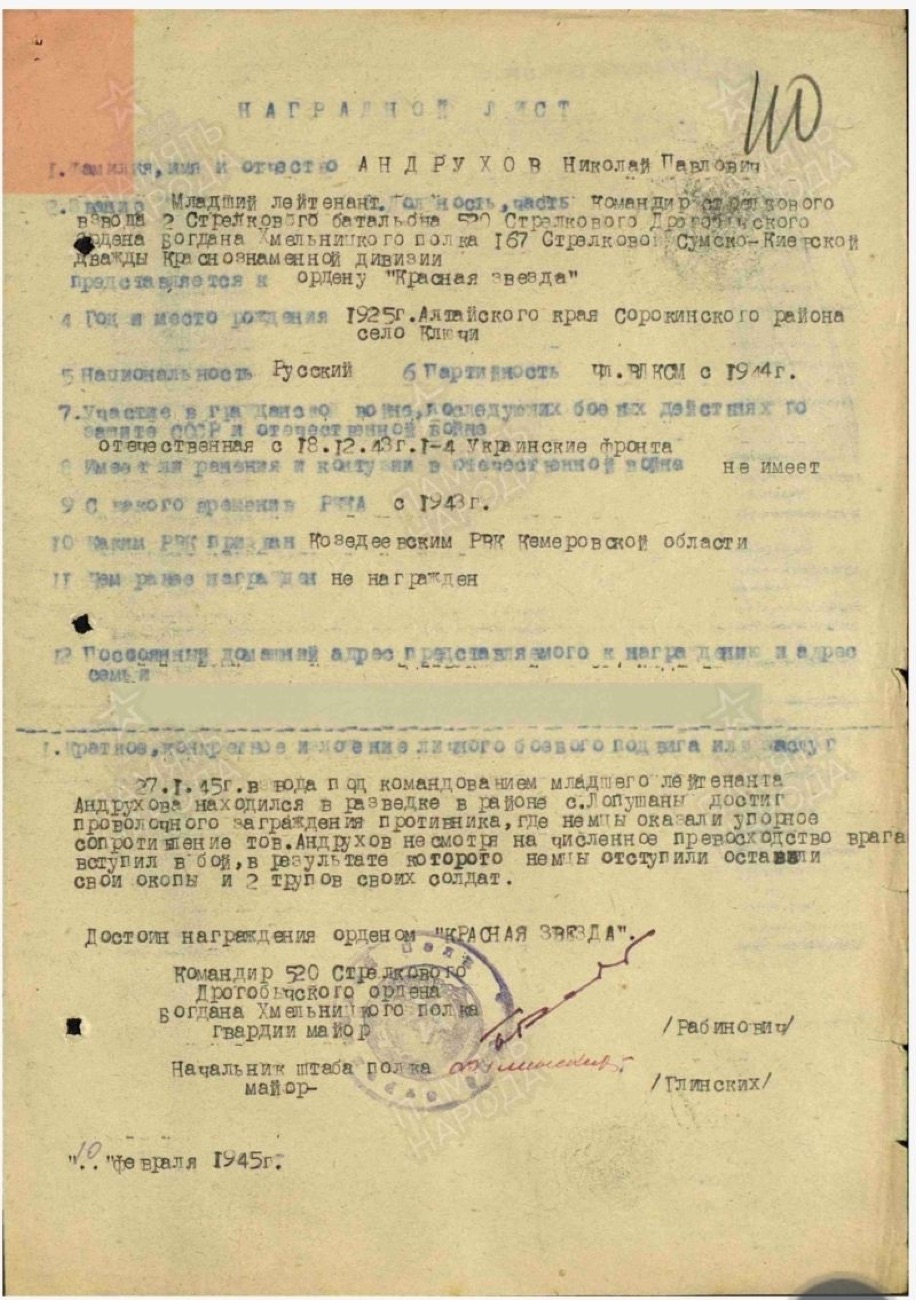 110
НАГРАДНОЙ ЛИСТ
1. Фамилия, имя и отчество АНДРУХОВ Николай Павлович
2. Звание Младший лейтенант, должность, часть Командир стрелкового
взвода 2 Стрелкового батальона 520 Стрелкового Дрогобычского
ордена Богдана Хмельницкого полка 167 Стрелковой Сумско-Киевской
дважды Краснознаменной дивизии
представляется к ордену "Красная звезда"
4 Год и место рождения 1925г. Алтайского края Сорокинского района
село Ключи
5 Национальность Русский 6 Партийность чл.ВЛКСМ с 1944г.
7. Участие в гражданской войне, последующих боевых действиях по
защите СССР и отечественной войне
отечественная с 18.12.43г. 1-4 Украинские фронта
8 Имеет ли ранения и контузии в отечественной войне не имеет
9 С какого времени в РККА с 1943г.
10 Каким РВК призван Козедеевским РВК Кемеровской области
11 Чем ранее награжден не награжден
12 Постоянный домашний адрес представляемого к награждению и адрес
семьи
1. Краткое, конкретное изложение личного боевого подвига или заслуг
27.1.45г. взвода под командованием младшего лейтенанта
Андрухова находился в разведке в районе с.Лопушаны достиг
проволочного заграждения противника, где немцы оказали упорное
сопротивление тов.Андрухов несмотря на численное превосходство врага
вступил в бой, в результате которого немцы отступили оставили
свои окопы и 2 трупов своих солдат.
Достоин награждения орденом "КРАСНАЯ ЗВЕЗДА".
Командир 520 Стрелкового
Дрогобычского ордена
Богдана Хмельницкого полка
гвардии майор /Рабинович/
Начальник штаба полка
майор- /Глинских/
"10" февраля 1945г.
ПАМЯТЬ НАРОДА